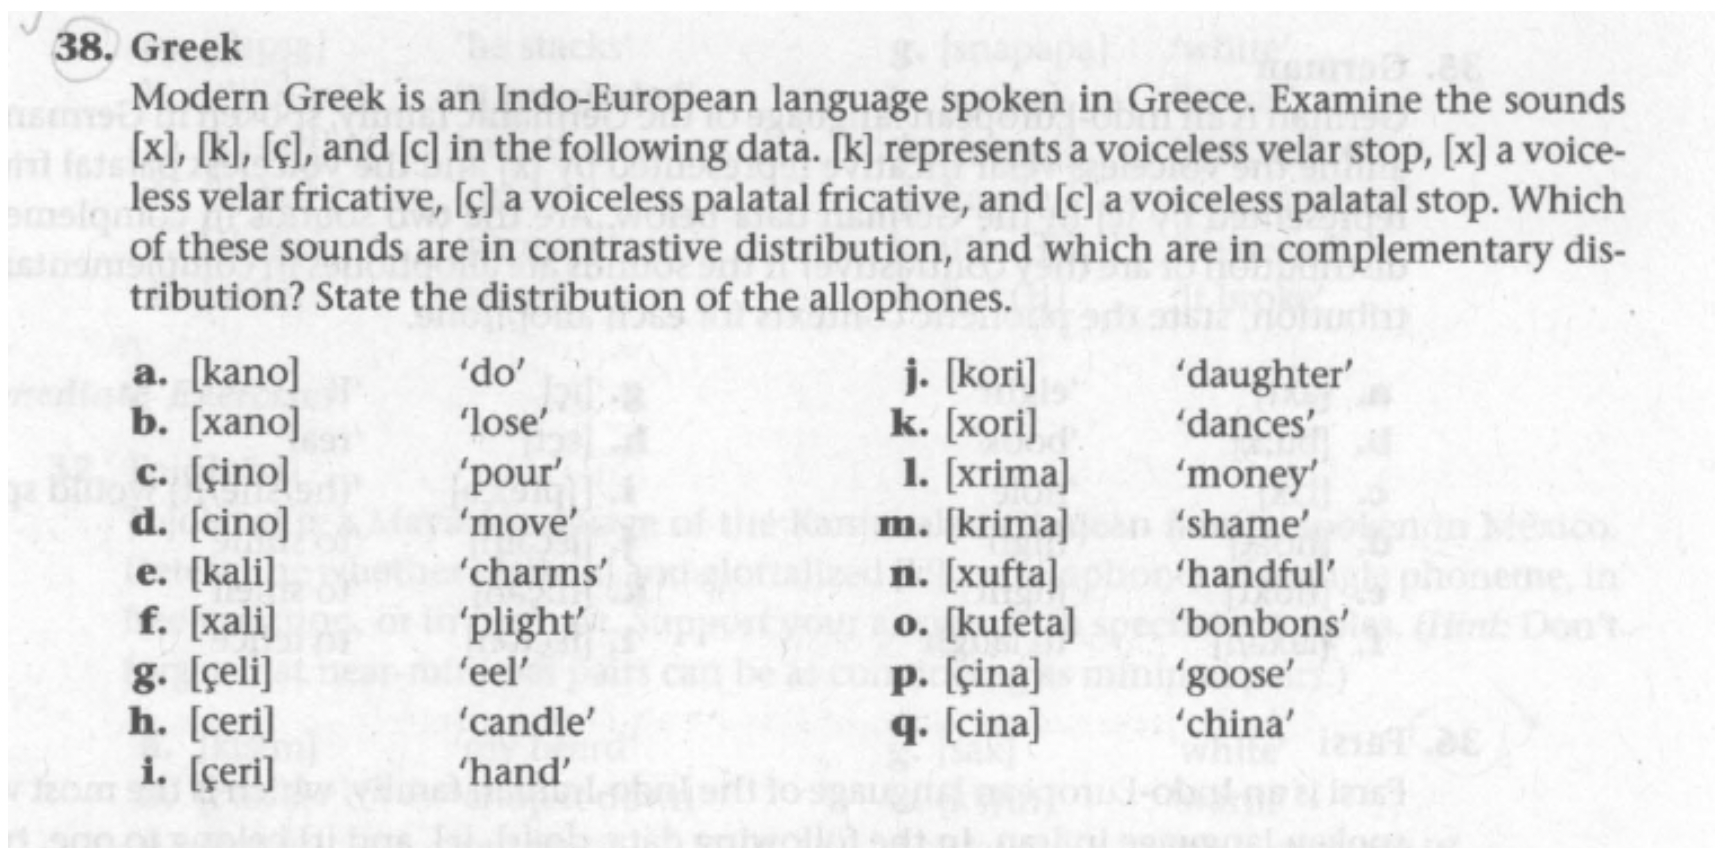 38. Greek
Modern Greek is an Indo-European language spoken in Greece. Examine the sounds
[x], [k], [ç], and [c] in the following data. [k] represents a voiceless velar stop, [x] a voice-
less velar fricative, [ç] a voiceless palatal fricative, and [c] a voiceless palatal stop. Which
of these sounds are in contrastive distribution, and which are in complementary dis-
tribution? State the distribution of the allophones.
a. [kano] ‘do’ j. [kori] ‘daughter’
b. [xano] ‘lose’ k. [xori] ‘dances’
c. [çino] ‘pour’ l. [xrima] ‘money’
d. [cino] ‘move’ m. [krima] ‘shame’
e. [kali] ‘charms’ n. [xufta] ‘handful’
f. [xali] ‘plight’ o. [kufeta] ‘bonbons’
g. [çeli] ‘eel’ p. [çina] ‘goose’
h. [ceri] ‘candle’ q. [cina] ‘china’
i. [çeri] ‘hand’